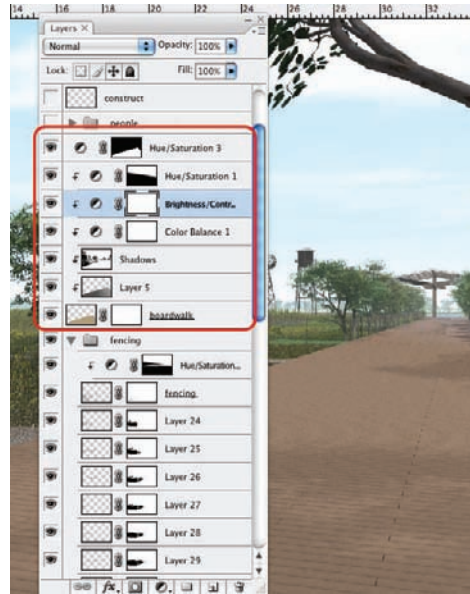 14 16 18 20 22 24 26 28 30 32
Layers ×
Normal Opacity: 100%
Lock: Fill: 100%
construct
people
Hue/Saturation 3
Hue/Saturation 1
Brightness/Contr...
Color Balance 1
Shadows
Layer 5
boardwalk
fencing
Hue/Saturation...
fencing
Layer 24
Layer 25
Layer 26
Layer 27
Layer 28
Layer 29
fx.